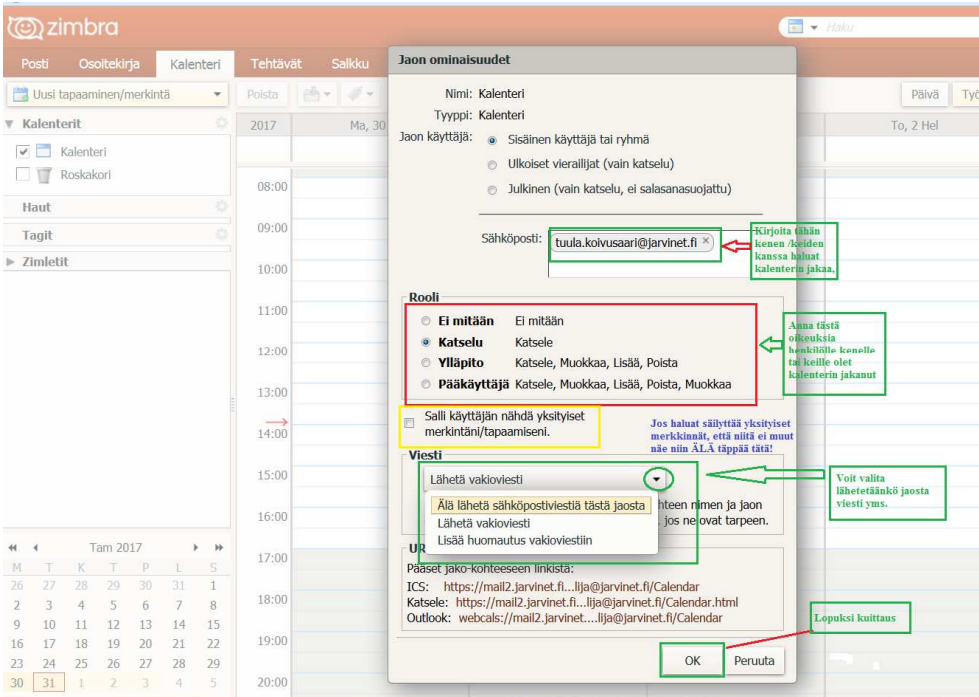 zimbra
Haku
Posti Osoitekirja Kalenteri Tehtävät Salkku
Uusi tapaaminen/merkintä
Poista
Päivä
Kalenterit
Kalenteri
Roskakori
Haut
Tagit
Zimletit
2017 Ma, 30
To, 2 Hel
08:00
09:00
10:00
11:00
12:00
13:00
14:00
15:00
16:00
17:00
18:00
19:00
20:00
Jaon ominaisuudet
Nimi: Kalenteri
Tyyppi: Kalenteri
Jaon käyttäjä: Sisäinen käyttäjä tai ryhmä
Ulkoiset vierailijat (vain katselu)
Julkinen (vain katselu, ei salasanasuojattu)
Sähköposti: tuula.koivusaari@jarvinet.fi ×
Kirjoita tähän
kenen /keiden
kanssa haluat
kalenterin jakaa,
Rooli
Ei mitään Ei mitään
Katselu Katsele
Ylläpito Katsele, Muokkaa, Lisää, Poista
Pääkäyttäjä Katsele, Muokkaa, Lisää, Poista, Muokkaa
Anna tästä
oikeuksia
henkilölle kenelle
tai keille olet
kalenterin jakanut
Salli käyttäjän nähdä yksityiset
merkintäni/tapaamiseni.
Jos haluat säilyttää yksityiset
merkkinnät, että niitä ei muut
näe niin ÄLÄ täppää tätä!
Viesti
Lähetä vakioviesti
Älä lähetä sähköpostiviestiä tästä jaosta
Lähetä vakioviesti
Lisää huomautus vakioviestiin
hteen nimen ja jaon
, jos ne ovat tarpeen.
Voit valita
lähetetäänkö jaosta
viesti yms.
UR
Pääset jako-kohteeseen linkistä:
ICS: https://mail2.jarvinet.fi...lija@jarvinet.fi/Calendar
Katsele: https://mail2.jarvinet.fi...lija@jarvinet.fi/Calendar.html
Outlook: webcals://mail2.jarvinet....lija@jarvinet.fi/Calendar
Lopuksi kuittaus
OK Peruuta
Tam 2017
M T K T P L S
26 27 28 29 30 31 1
2 3 4 5 6 7 8
9 10 11 12 13 14 15
16 17 18 19 20 21 22
23 24 25 26 27 28 29
30 31 1 2 3 4 5